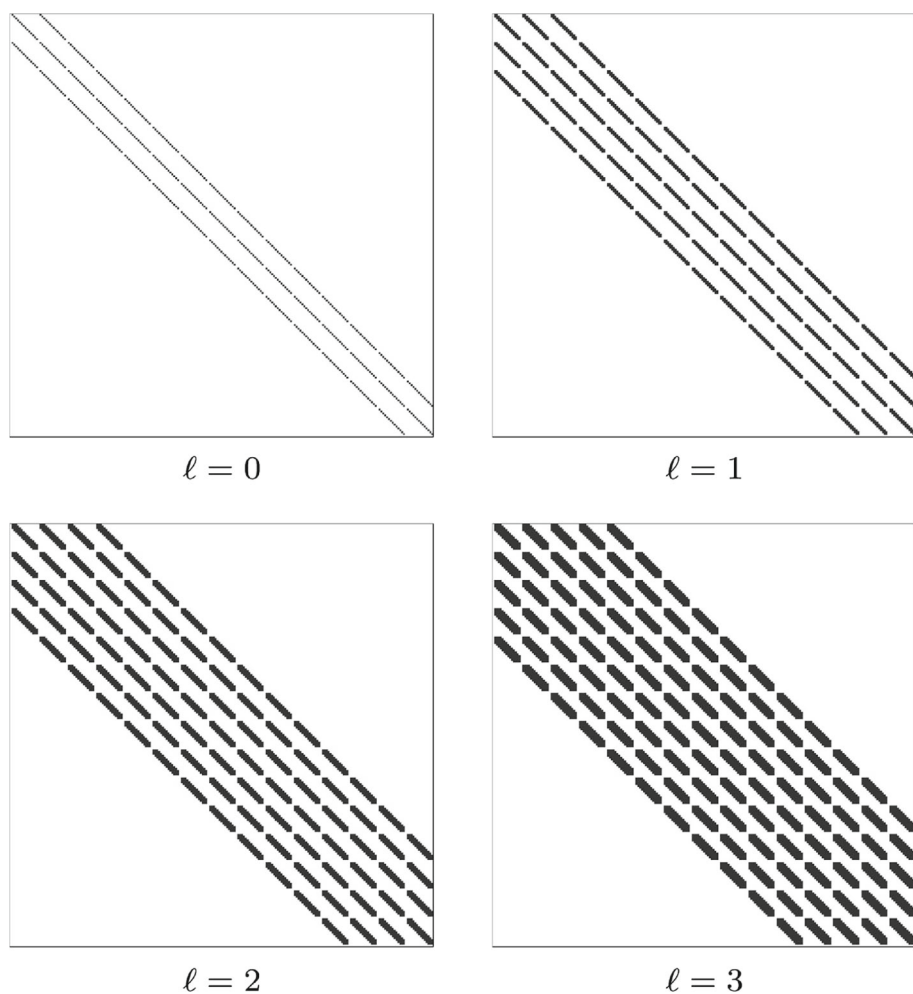 ℓ = 0
ℓ = 1
ℓ = 2
ℓ = 3